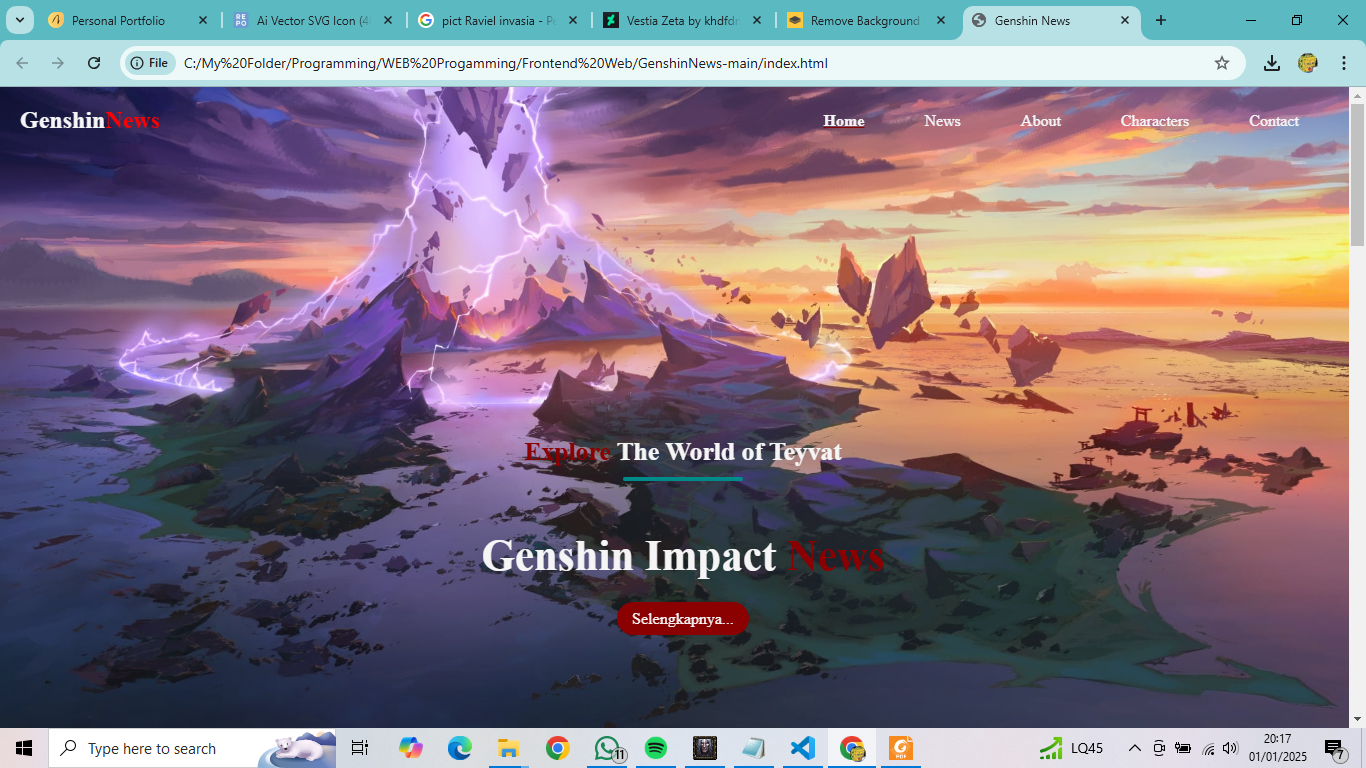 Personal Portfolio
Ai Vector SVG Icon (4
pict Raviel invasia - P
Vestia Zeta by khdfd
Remove Background
Genshin News
File
C:/My%20Folder/Programming/WEB%20Progamming/Frontend%20Web/GenshinNews-main/index.html
GenshinNews
Home
News
About
Characters
Contact
Explore The World of Teyvat
Genshin Impact News
Selengkapnya...
Type here to search
11
PDF
LQ45
20:17
01/01/2025
7